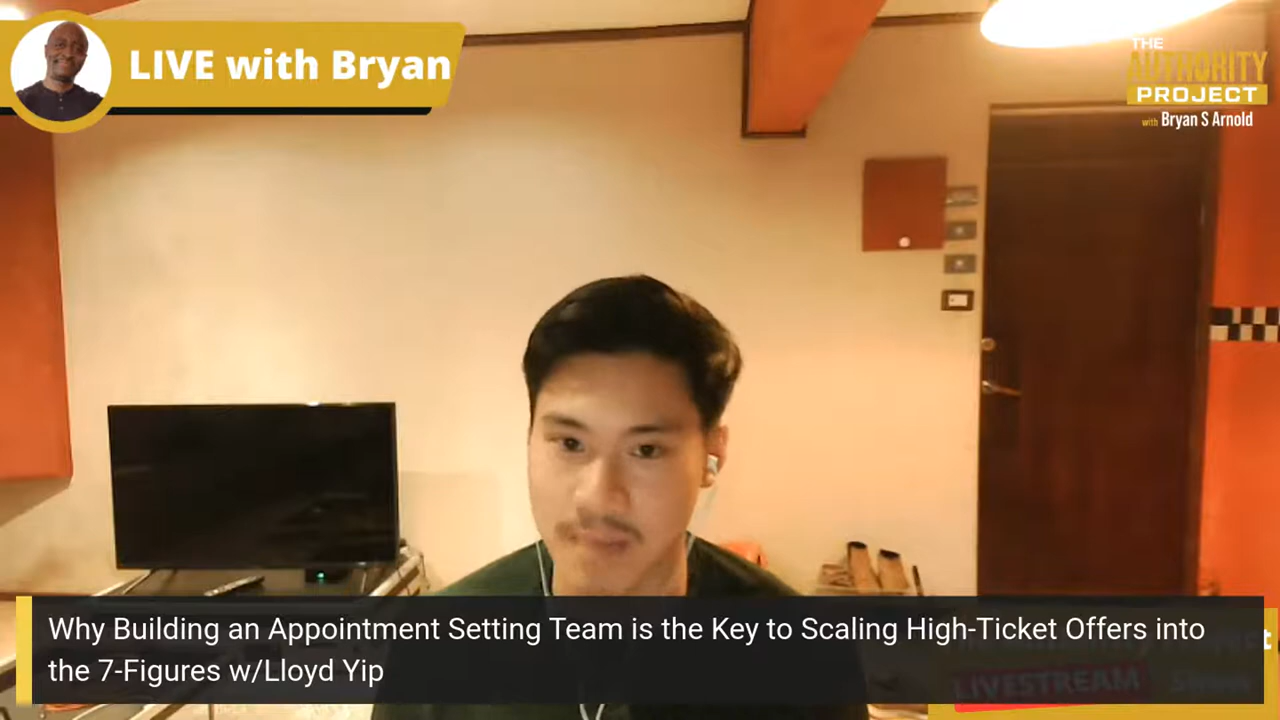 LIVE with Bryan
THE
AUTHORITY
PROJECT
with Bryan S Arnold
Why Building an Appointment Setting Team is the Key to Scaling High-Ticket Offers into
the 7-Figures w/Lloyd Yip
LIVESTREAM